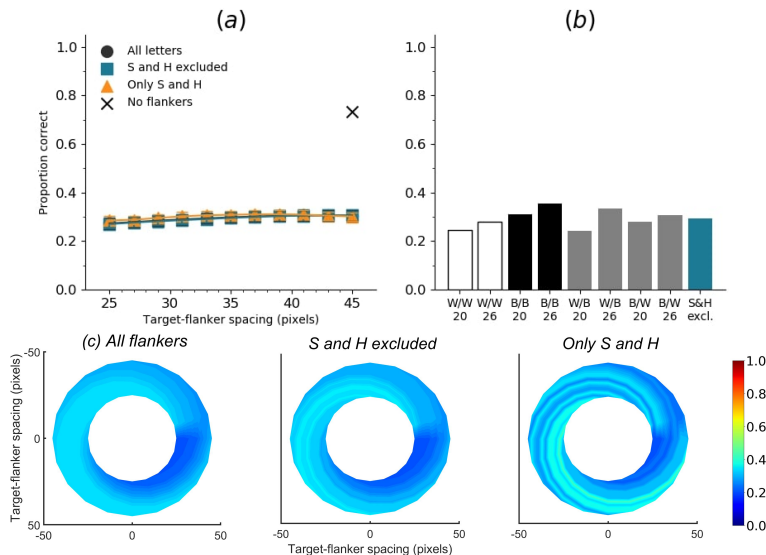 (a)
(b)
1.0
0.8
0.6
0.4
0.2
0.0
Proportion correct
All letters
S and H excluded
Only S and H
No flankers
25 30 35 40 45
Target-flanker spacing (pixels)
1.0
0.8
0.6
0.4
0.2
0.0
W/W W/W B/B B/B W/B W/B B/W B/W S&H
20 26 20 26 20 26 20 26 excl.
(c) All flankers
S and H excluded
Only S and H
-50
0
50
Target-flanker spacing (pixels)
-50 0 50
-50 0 50
-50 0 50
Target-flanker spacing (pixels)
1.0
0.8
0.6
0.4
0.2
0.0